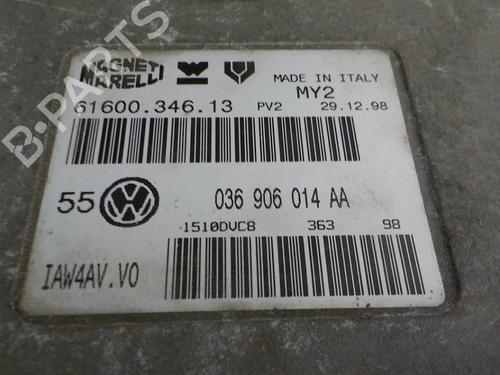 MAGNETI
MARELLI
MADE IN ITALY
61600.346.13 PV2 MY2 29.12.98
55 036 906 014 AA
1510DVC8 363 98
IAW4AV.V0
B-PARTS